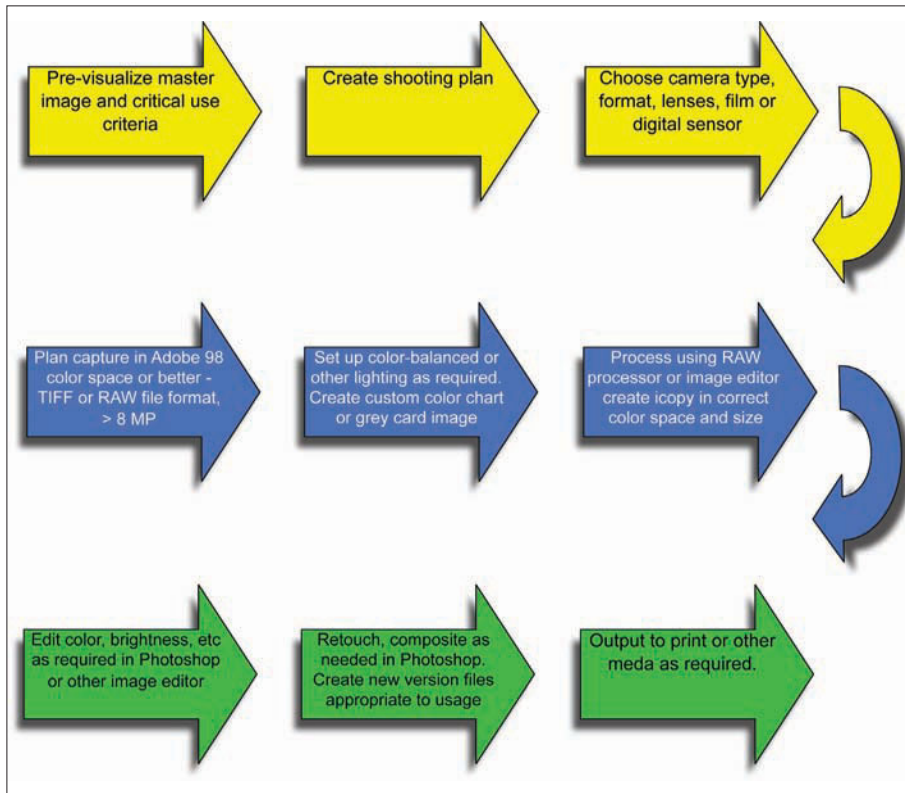 Pre-visualize master
image and critical use
criteria
Create shooting plan
Choose camera type,
format, lenses, film or
digital sensor
Plan capture in Adobe 98
color space or better -
TIFF or RAW file format,
> 8 MP
Set up color-balanced or
other lighting as required.
Create custom color chart
or grey card image
Process using RAW
processor or image editor
create icopy in correct
color space and size
Edit color, brightness, etc
as required in Photoshop
or other image editor
Retouch, composite as
needed in Photoshop.
Create new version files
appropriate to usage
Output to print or other
meda as required.